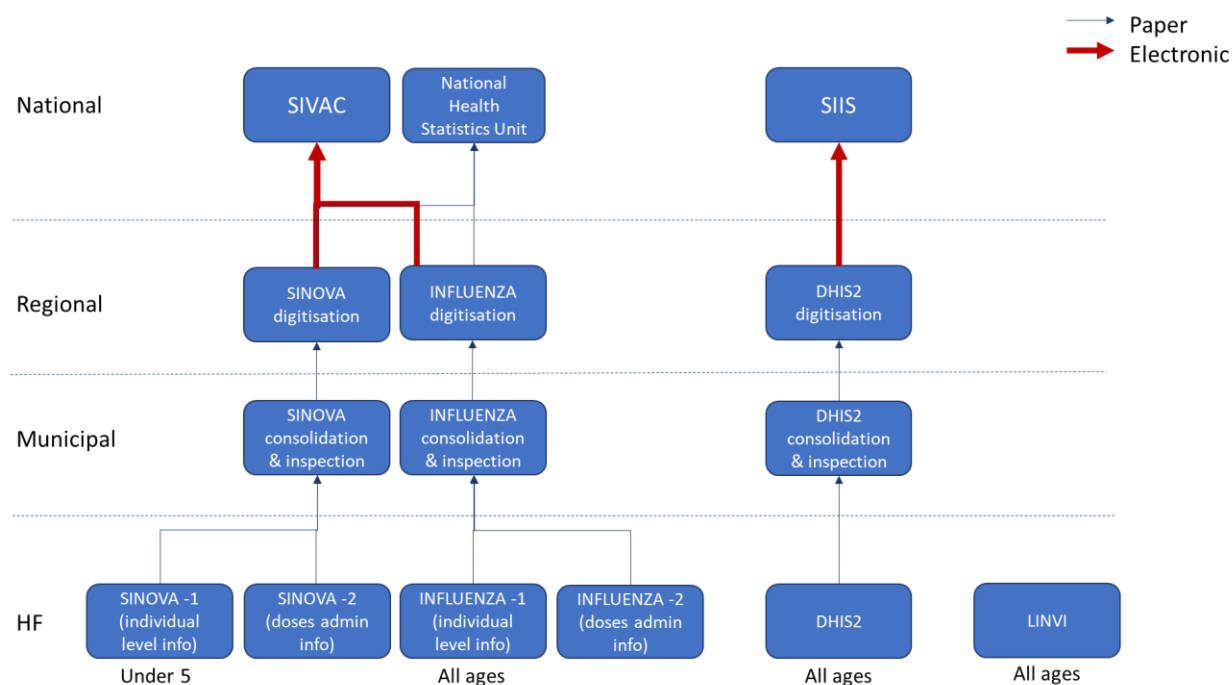 Paper
Electronic
National
SIVAC
National
Health
Statistics Unit
SIIS
Regional
SINOVA
digitisation
INFLUENZA
digitisation
DHIS2
digitisation
Municipal
SINOVA
consolidation
& inspection
INFLUENZA
consolidation
& inspection
DHIS2
consolidation
& inspection
HF
SINOVA -1
(individual
level info)
SINOVA -2
(doses admin
info)
INFLUENZA -1
(individual
level info)
INFLUENZA -2
(doses admin
info)
DHIS2
LINVI
Under 5
All ages
All ages
All ages